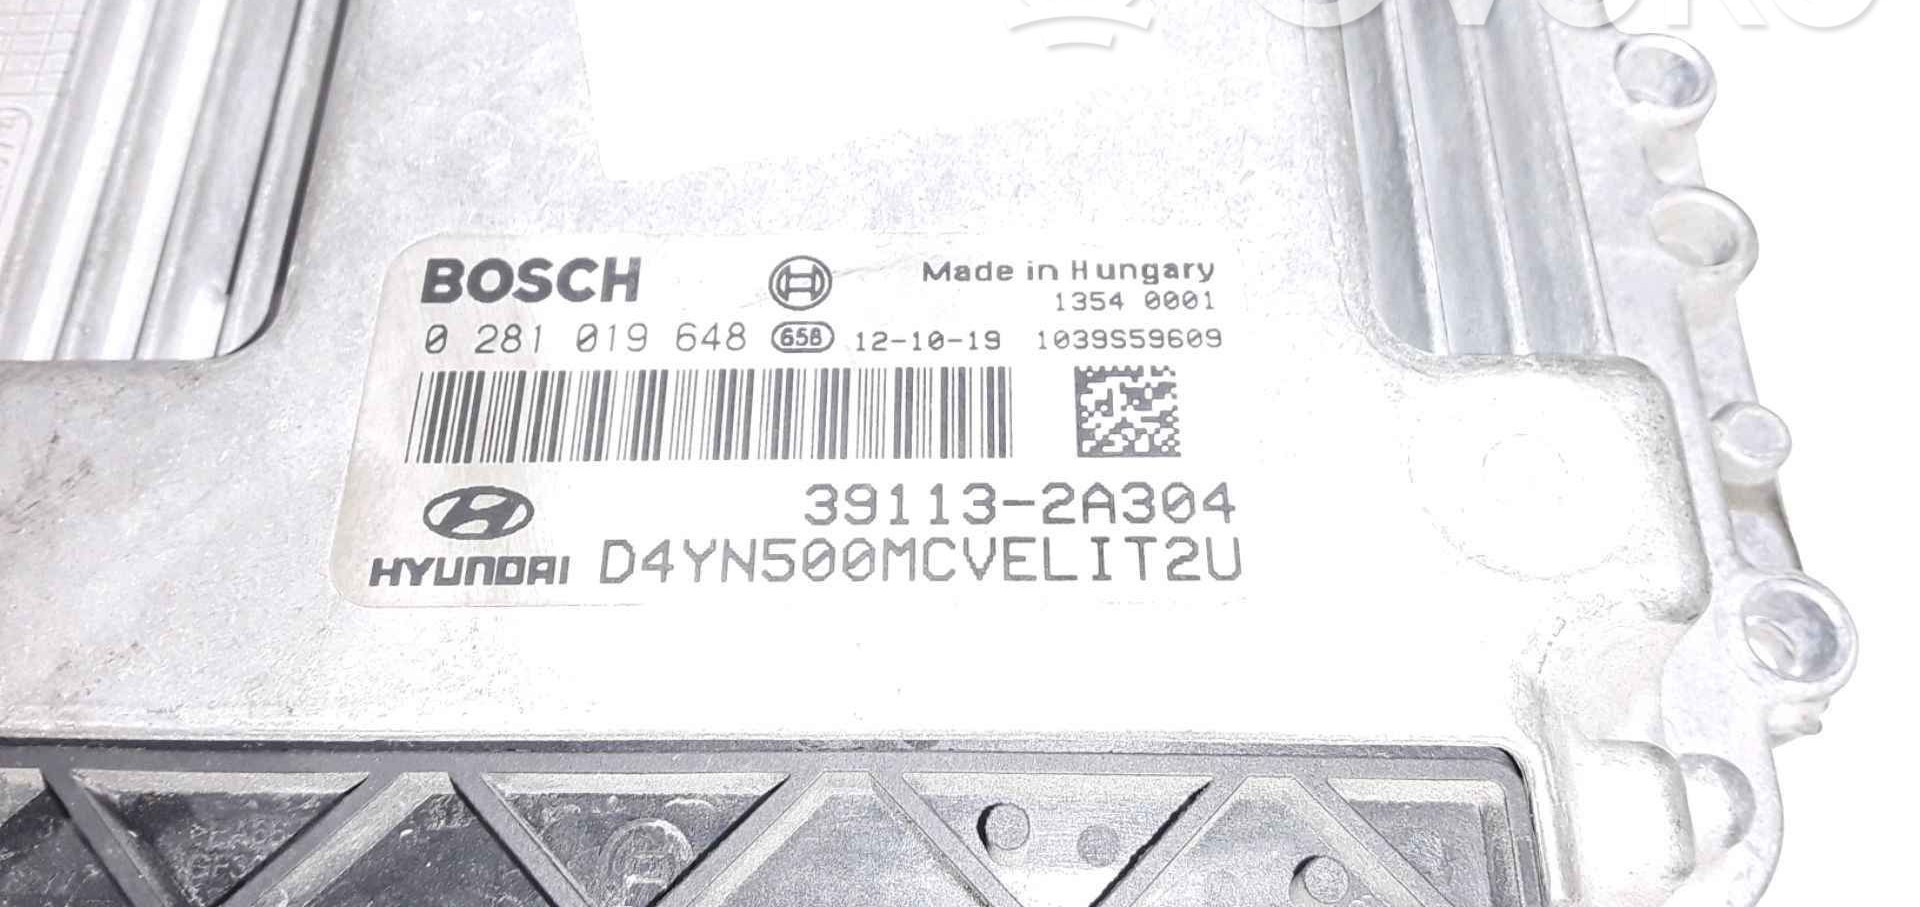 BOSCH
Made in Hungary
1354 0001
0 281 019 648 658 12-10-19 1039S59609
39113-2A304
HYUNDAI D4YN500MCVELIT2U